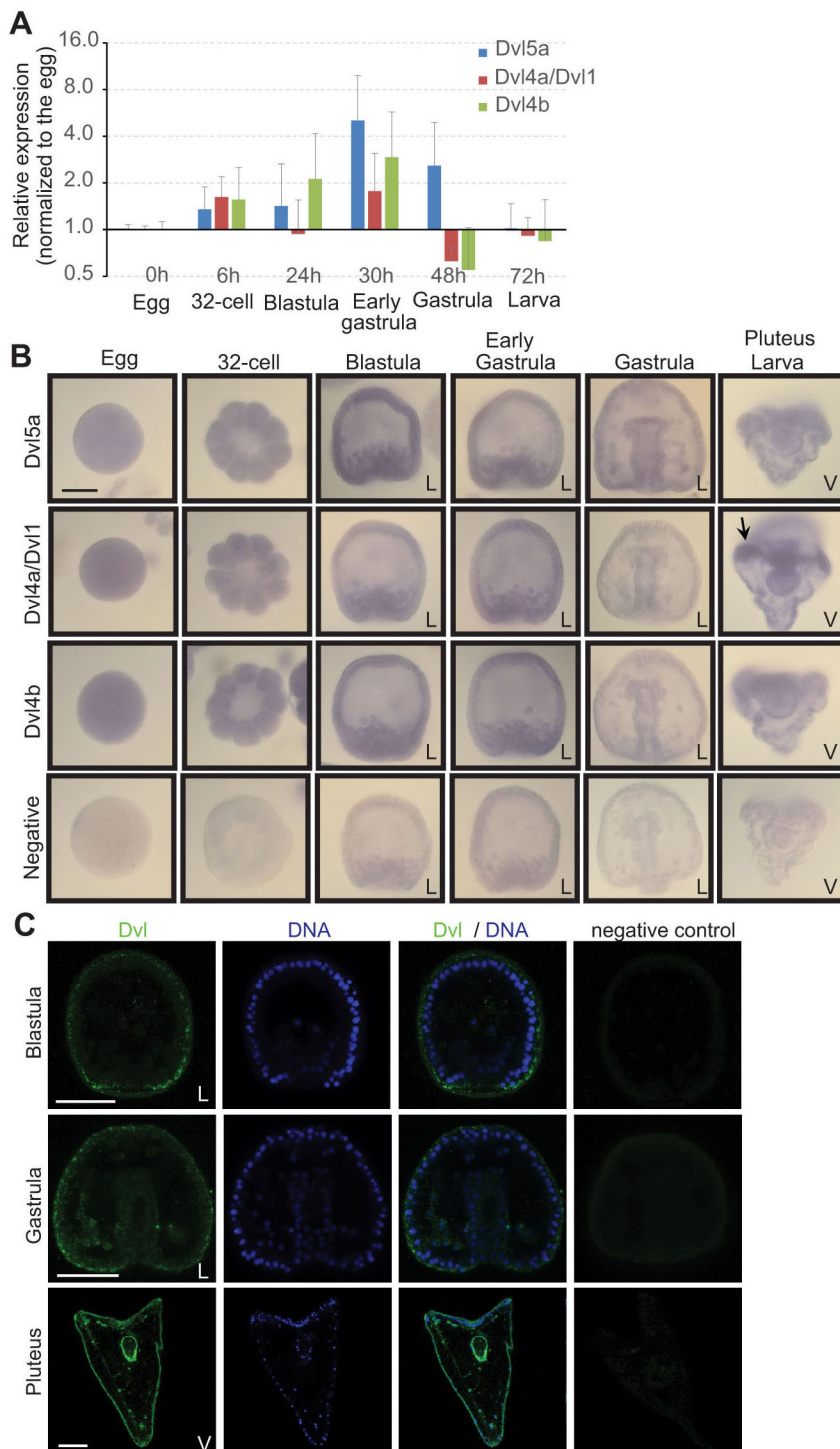 A
Relative expression
(normalized to the egg)
16.0
8.0
4.0
2.0
1.0
0.5
Dvl5a
Dvl4a/Dvl1
Dvl4b
0h 6h 24h 30h 48h 72h
Egg 32-cell Blastula Early gastrula Gastrula Larva
B
Egg 32-cell Blastula Early Gastrula Gastrula Pluteus Larva
Dvl5a
L L L V
Dvl4a/Dvl1
L L L V
Dvl4b
L L L V
Negative
L L L V
C
Dvl DNA Dvl / DNA negative control
Blastula
L
Gastrula
L
Pluteus
V